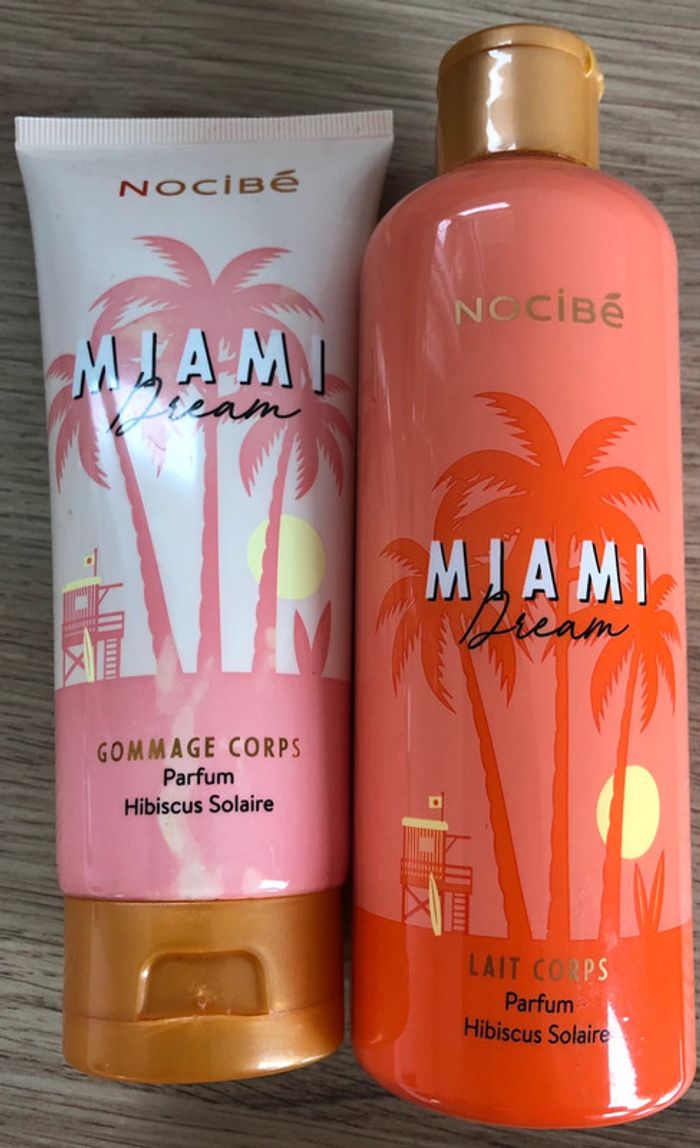 NOCIBÉ
MIAMI
Dream
GOMMAGE CORPS
Parfum
Hibiscus Solaire
NOCIBÉ
MIAMI
Dream
LAIT CORPS
Parfum
Hibiscus Solaire